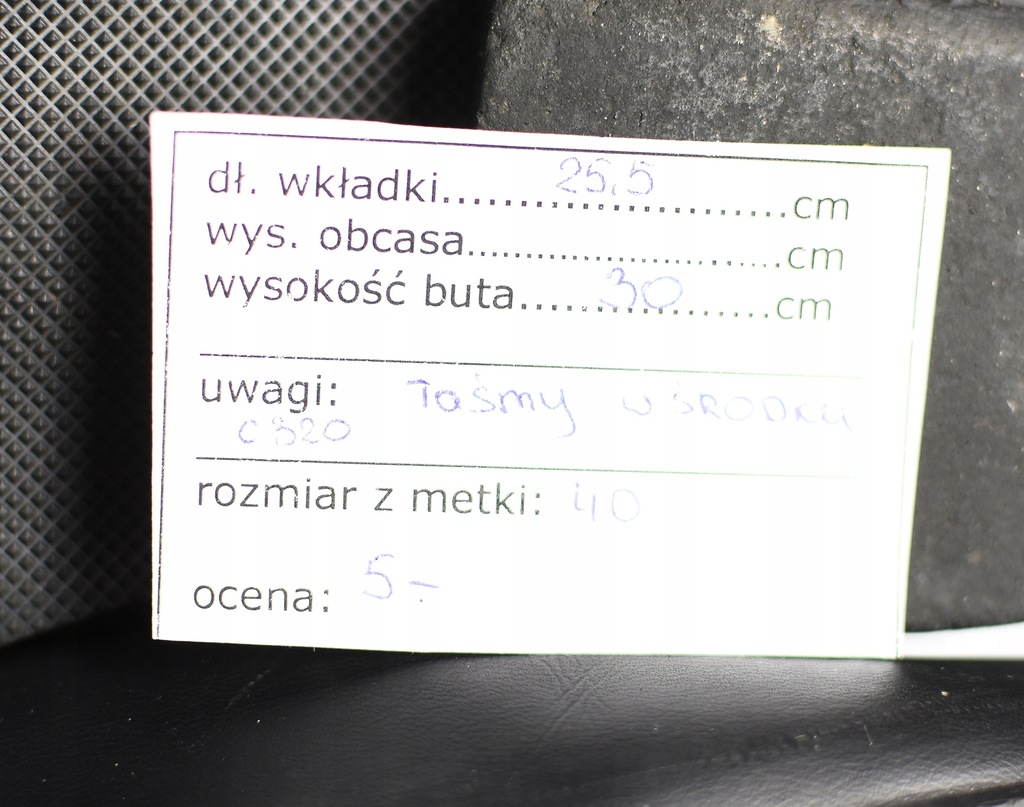 dł. wkładki.......25,5.......cm
wys. obcasa..............................cm
wysokość buta......30..........cm
uwagi: Taśmy w ŚRODKU
C320
rozmiar z metki: 40
ocena: 5-